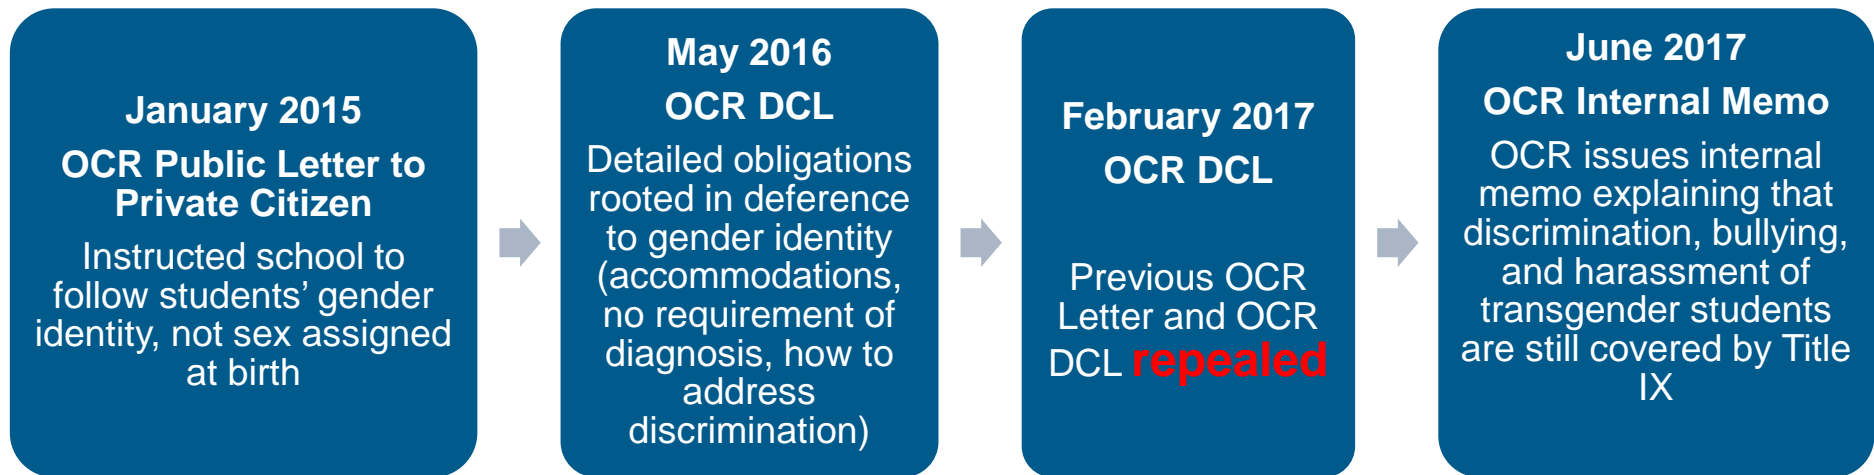 January 2015
OCR Public Letter to
Private Citizen
Instructed school to
follow students’ gender
identity, not sex assigned
at birth
May 2016
OCR DCL
Detailed obligations
rooted in deference
to gender identity
(accommodations,
no requirement of
diagnosis, how to
address
discrimination)
February 2017
OCR DCL
Previous OCR
Letter and OCR
DCL repealed
June 2017
OCR Internal Memo
OCR issues internal
memo explaining that
discrimination, bullying,
and harassment of
transgender students
are still covered by Title
IX